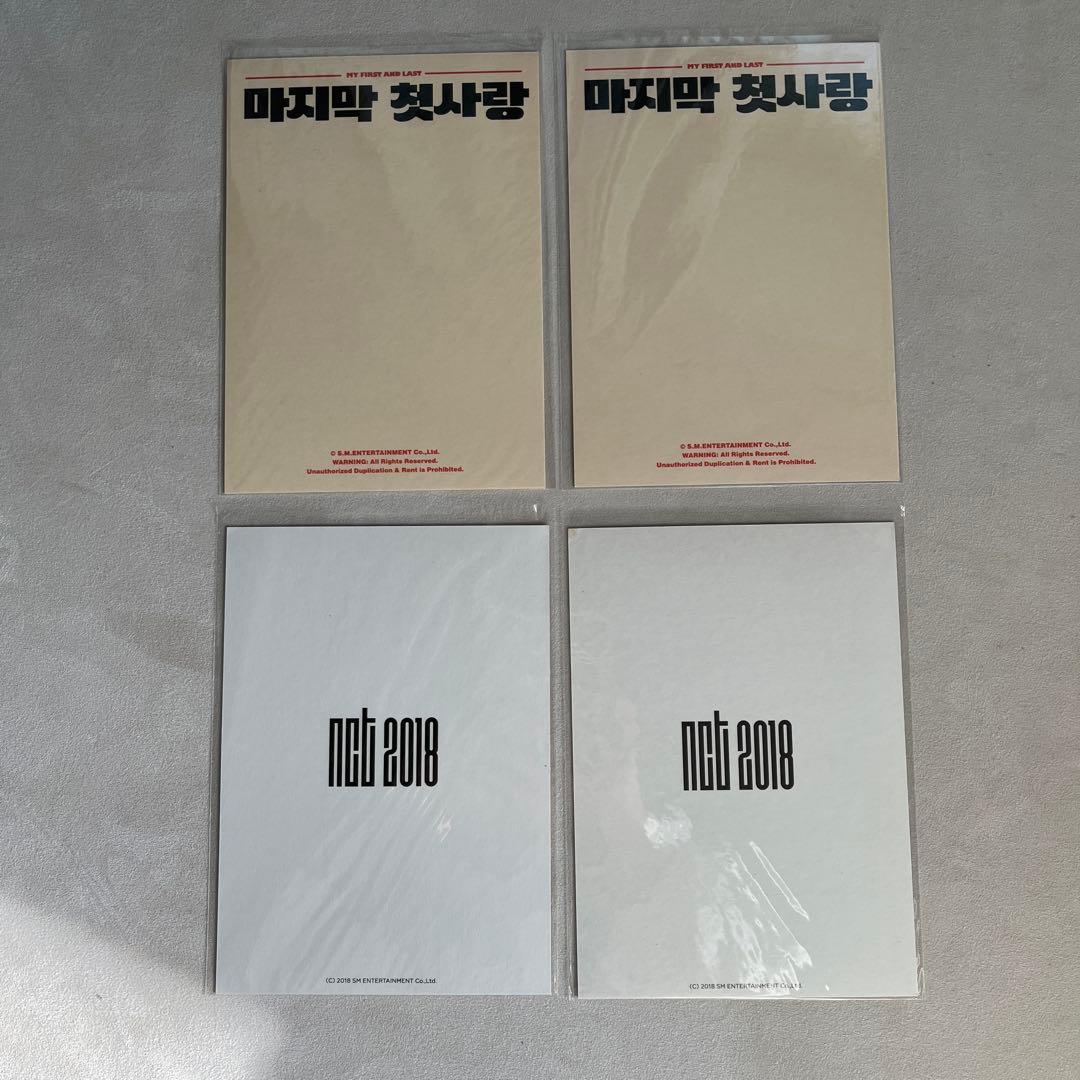 MY FIRST AND LAST
마지막 첫사랑
© S.M.ENTERTAINMENT Co.,Ltd.
WARNING: All Rights Reserved.
Unauthorized Duplication & Rent is Prohibited.
MY FIRST AND LAST
마지막 첫사랑
© S.M.ENTERTAINMENT Co.,Ltd.
WARNING: All Rights Reserved.
Unauthorized Duplication & Rent is Prohibited.
nct 2018
(C) 2018 SM ENTERTAINMENT Co.,Ltd.
nct 2018
(C) 2018 SM ENTERTAINMENT Co.,Ltd.